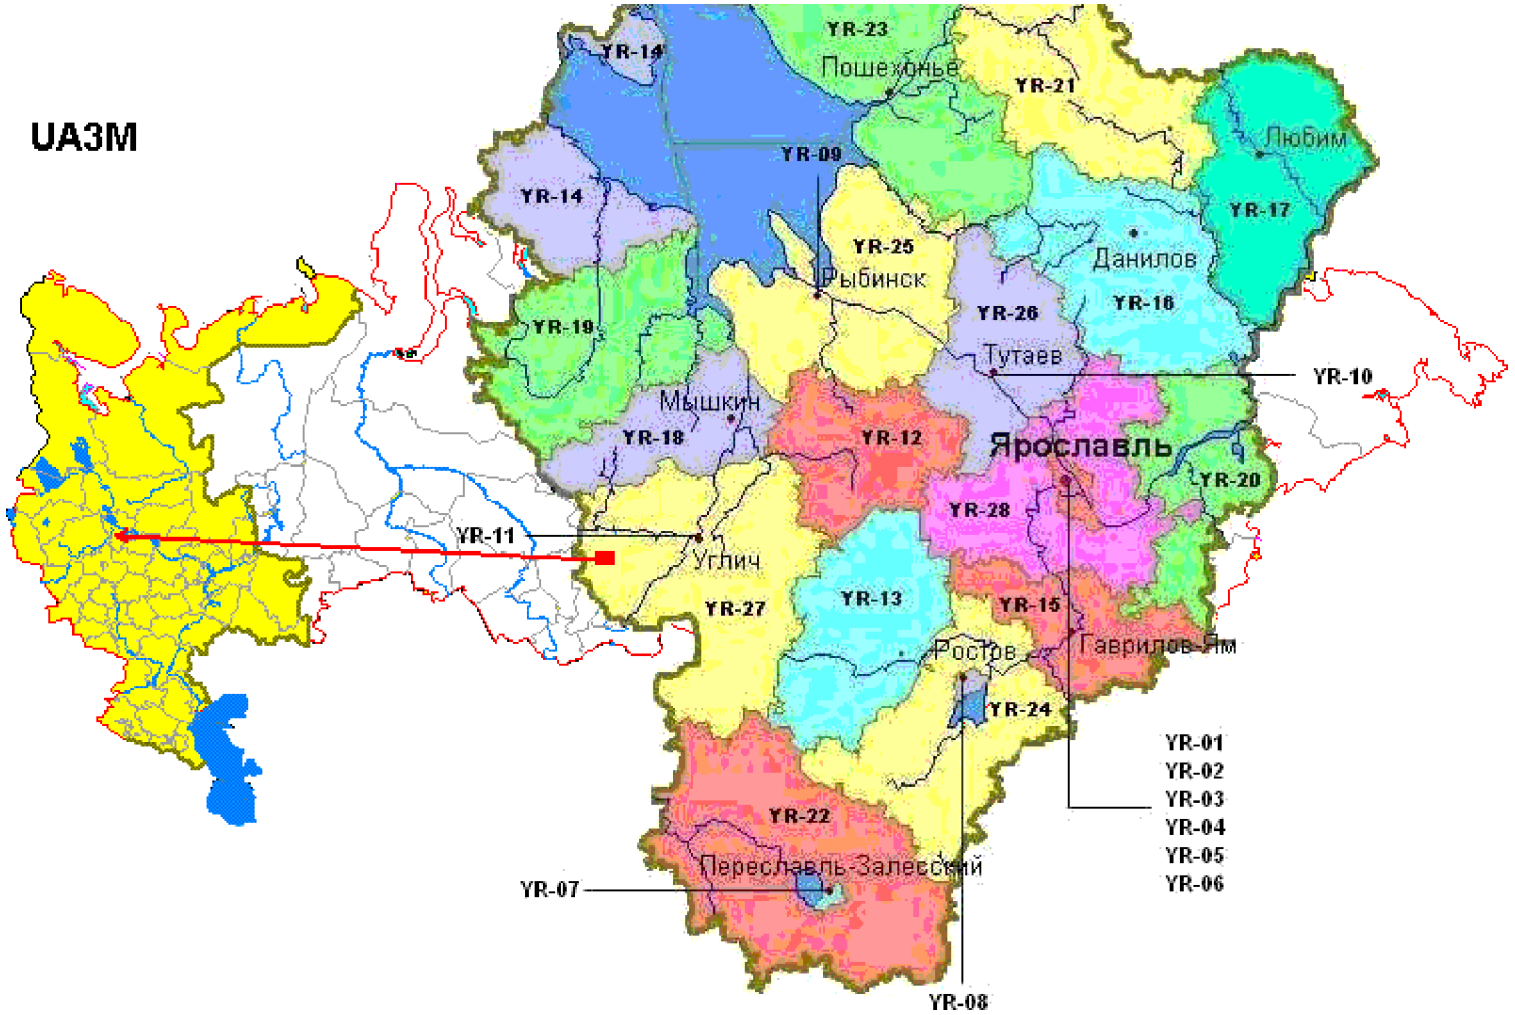 YR-23
YR-14
Пошехонье
YR-21
UA3M
Любим
YR-09
YR-14
YR-17
YR-25
Данилов
Рыбинск
YR-16
YR-26
YR-19
Тутаев
YR-10
Мышкин
YR-18
YR-12
Ярославль
YR-20
YR-28
YR-11
Углич
YR-13
YR-15
YR-27
Гаврилов-Ям
Ростов
YR-24
YR-01
YR-02
YR-03
YR-04
YR-05
YR-06
YR-22
Переславль-Залесский
YR-07
YR-08